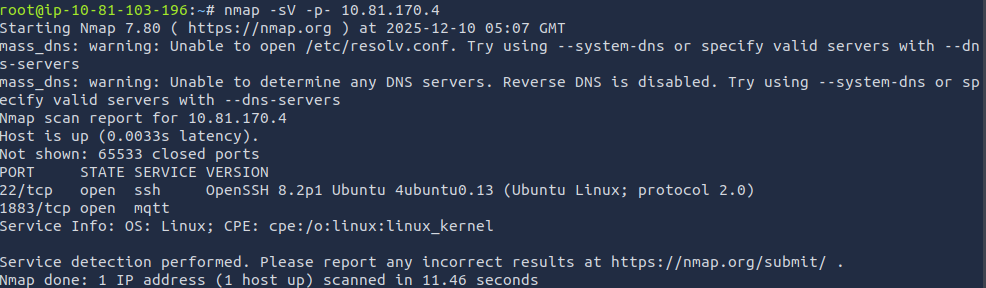 root@ip-10-81-103-196:~# nmap -sV -p- 10.81.170.4
Starting Nmap 7.80 ( https://nmap.org ) at 2025-12-10 05:07 GMT
mass_dns: warning: Unable to open /etc/resolv.conf. Try using --system-dns or specify valid servers with --dn
s-servers
mass_dns: warning: Unable to determine any DNS servers. Reverse DNS is disabled. Try using --system-dns or sp
ecify valid servers with --dns-servers
Nmap scan report for 10.81.170.4
Host is up (0.0033s latency).
Not shown: 65533 closed ports
PORT     STATE SERVICE VERSION
22/tcp   open  ssh     OpenSSH 8.2p1 Ubuntu 4ubuntu0.13 (Ubuntu Linux; protocol 2.0)
1883/tcp open  mqtt
Service Info: OS: Linux; CPE: cpe:/o:linux:linux_kernel

Service detection performed. Please report any incorrect results at https://nmap.org/submit/ .
Nmap done: 1 IP address (1 host up) scanned in 11.46 seconds